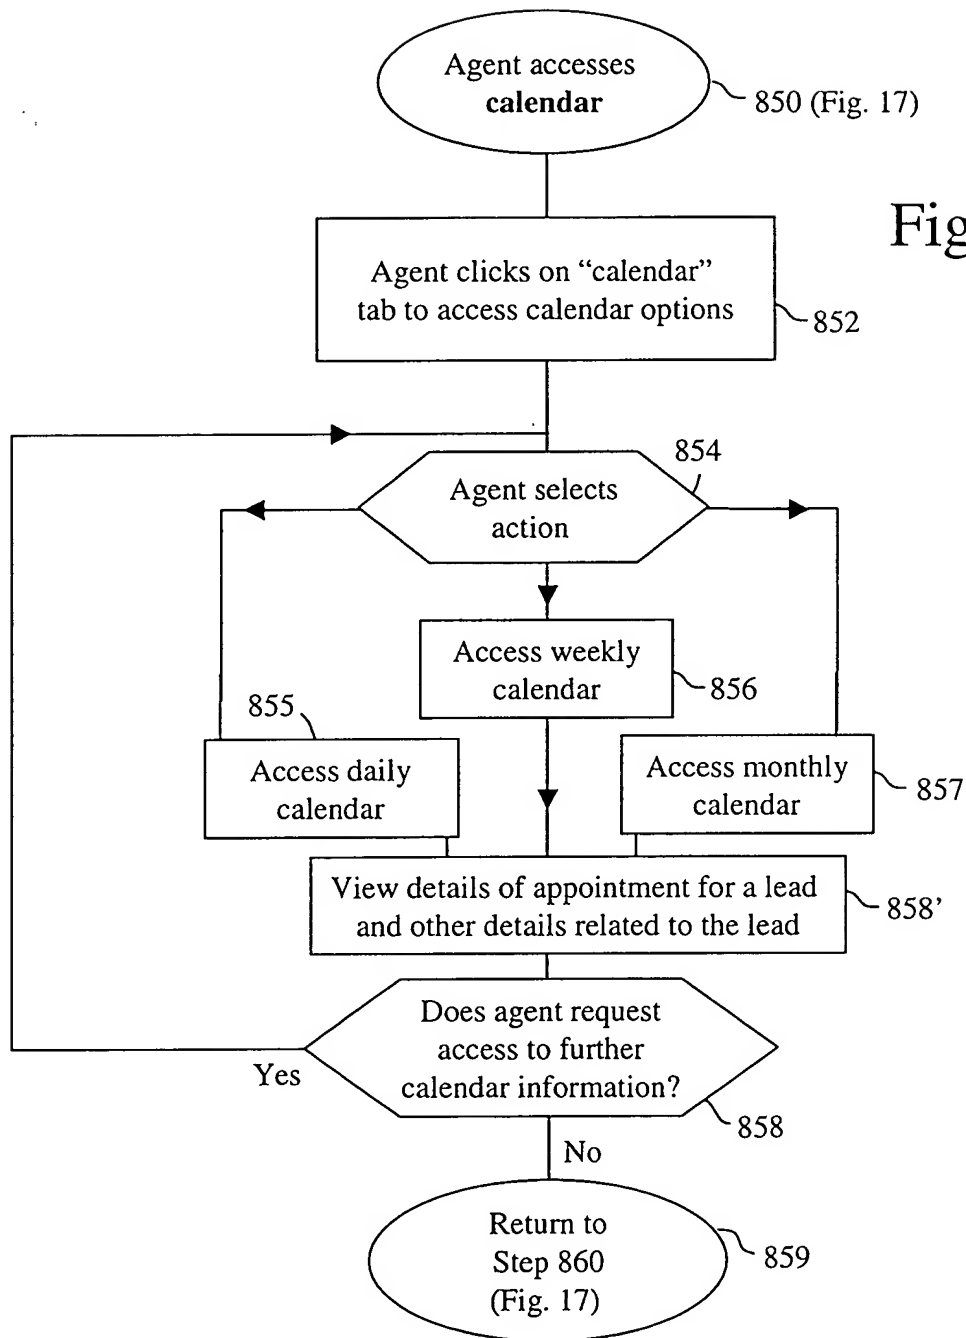 Agent accesses
calendar
850 (Fig. 17)
Fig
Agent clicks on “calendar”
tab to access calendar options
852
854
Agent selects
action
Access weekly
calendar
856
855
Access daily
calendar
Access monthly
calendar
857
View details of appointment for a lead
and other details related to the lead
858’
Does agent request
access to further
calendar information?
Yes
858
No
Return to
Step 860
(Fig. 17)
859